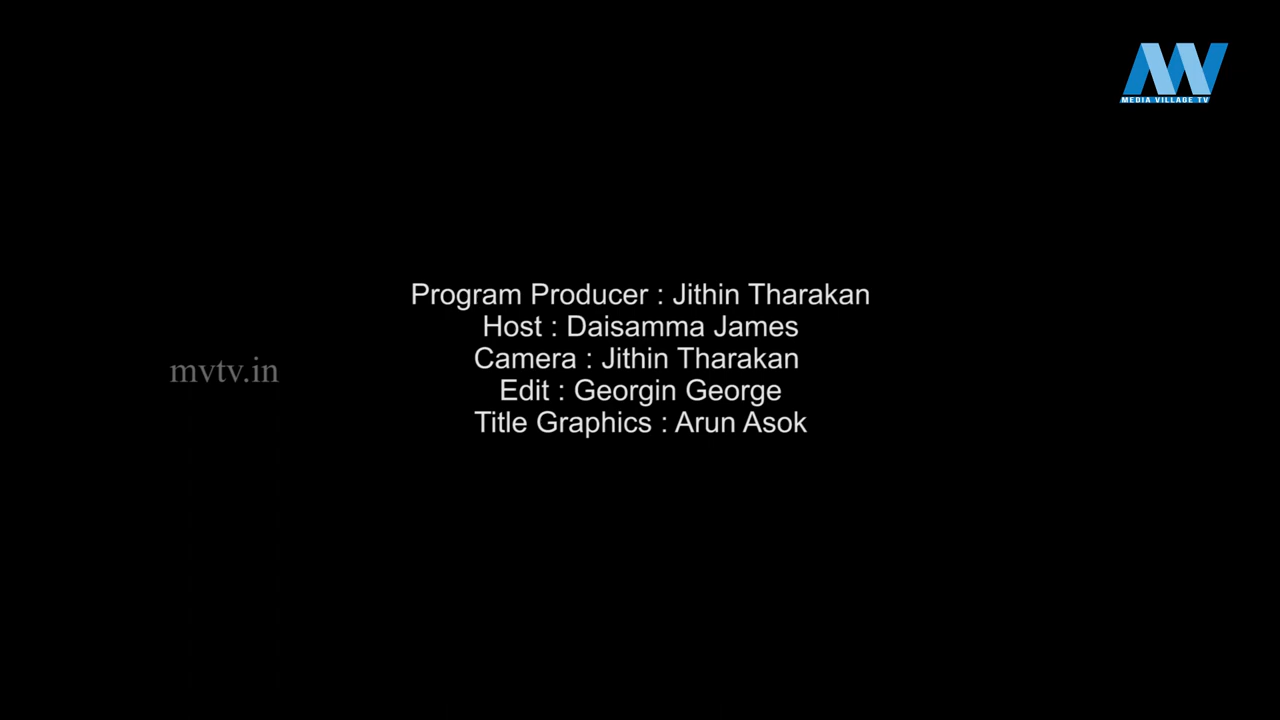 MEDIA VILLAGE TV
Program Producer : Jithin Tharakan
Host : Daisamma James
Camera : Jithin Tharakan
mvtv.in
Edit : Georgin George
Title Graphics : Arun Asok